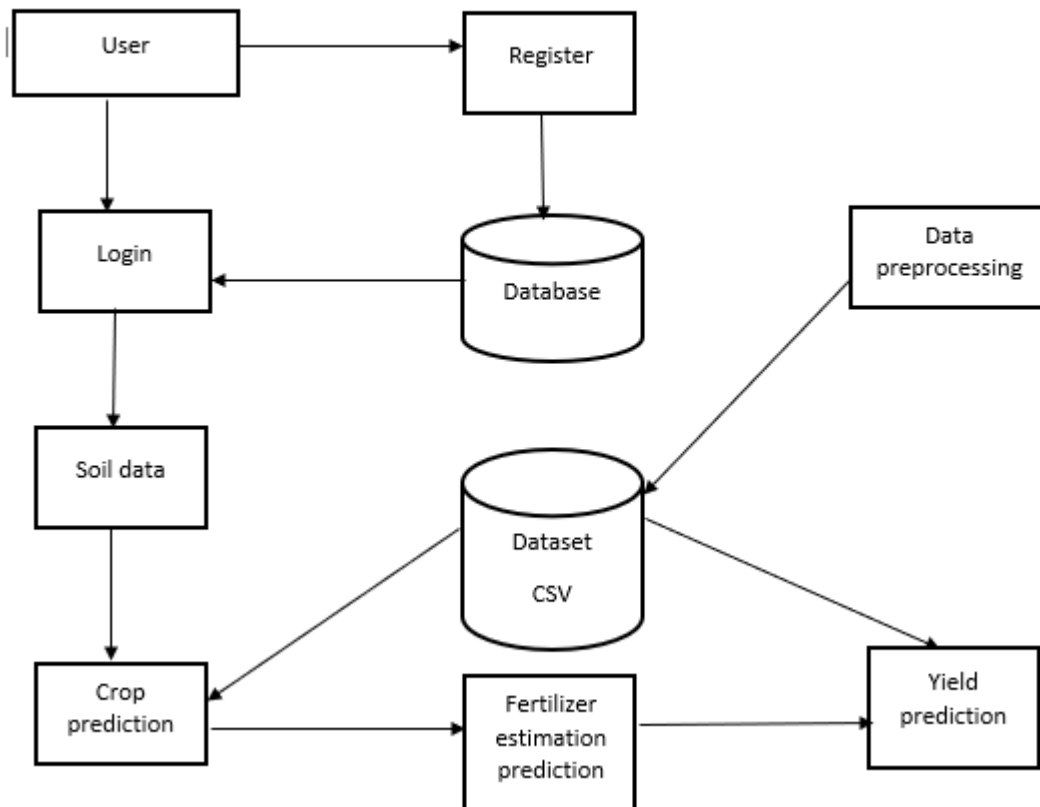 User
Register
Login
Database
Data
preprocessing
Soil data
Dataset
CSV
Crop
prediction
Fertilizer
estimation
prediction
Yield
prediction